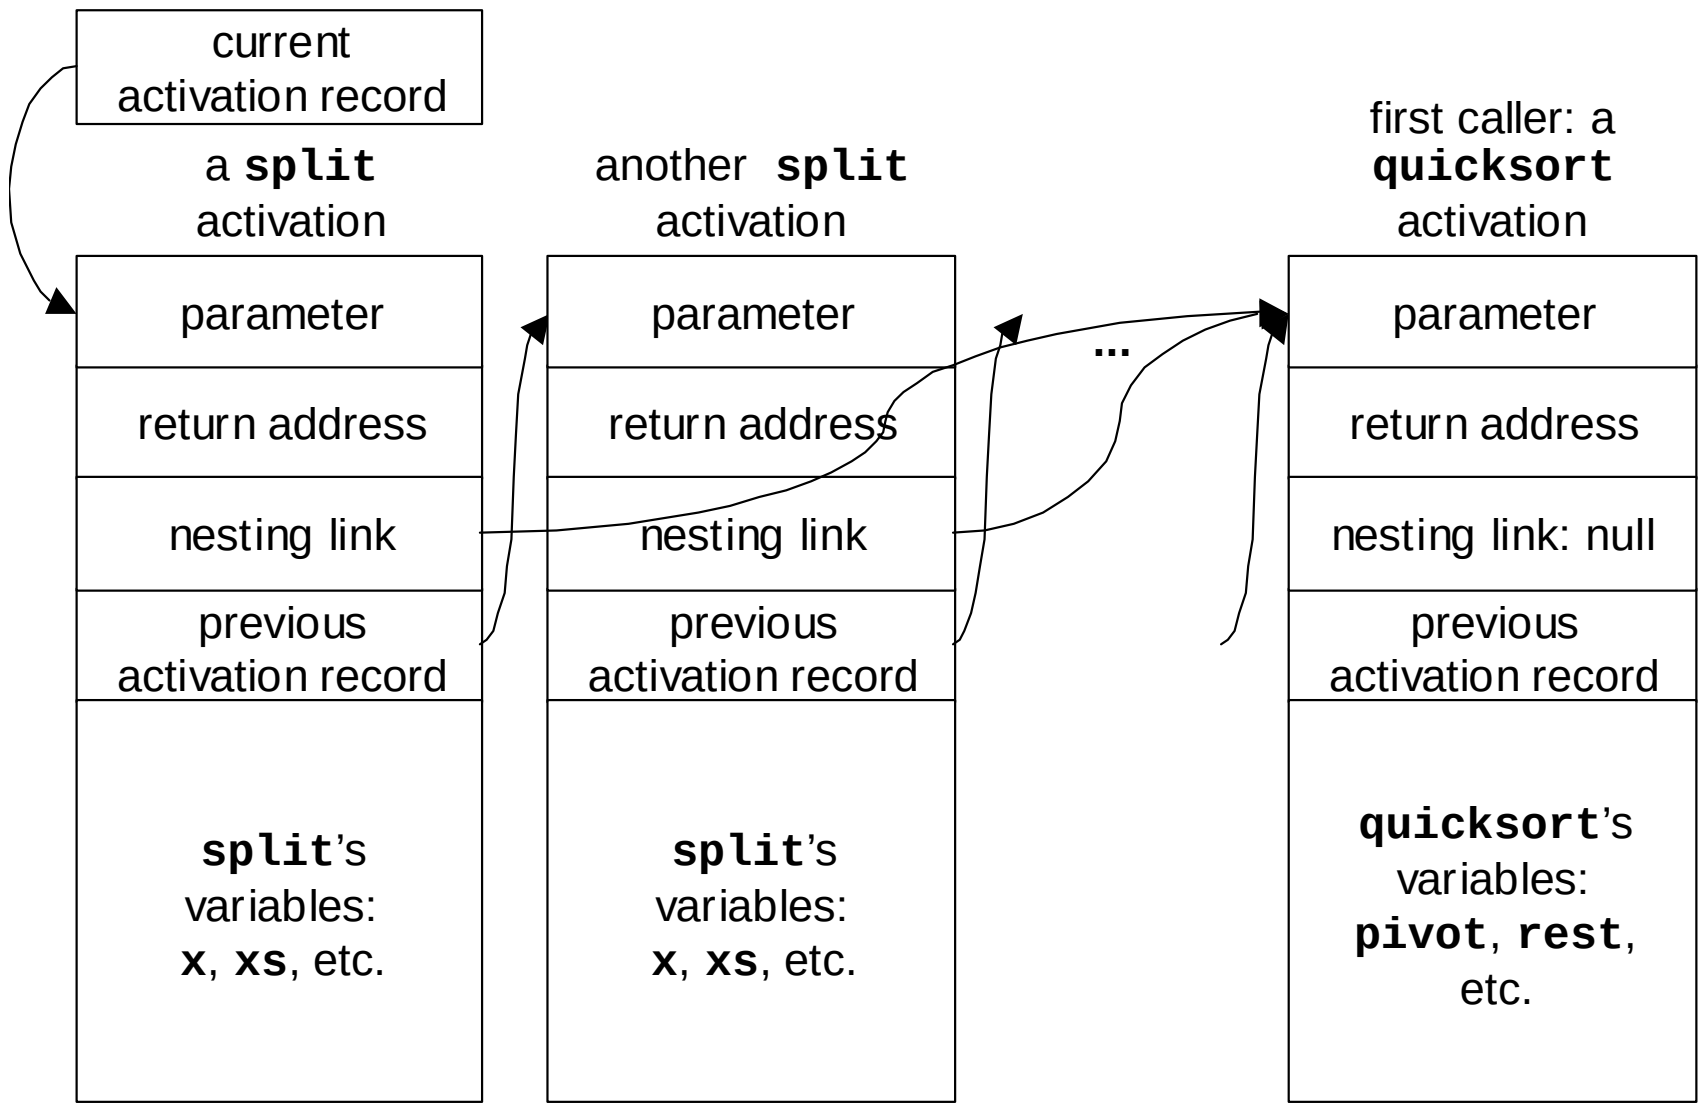 current
activation record
a split
activation
another split
activation
first caller: a
quicksort
activation
parameter
return address
nesting link
previous
activation record
split’s
variables:
x, xs, etc.
parameter
return address
nesting link
previous
activation record
split’s
variables:
x, xs, etc.
...
parameter
return address
nesting link: null
previous
activation record
quicksort’s
variables:
pivot, rest,
etc.